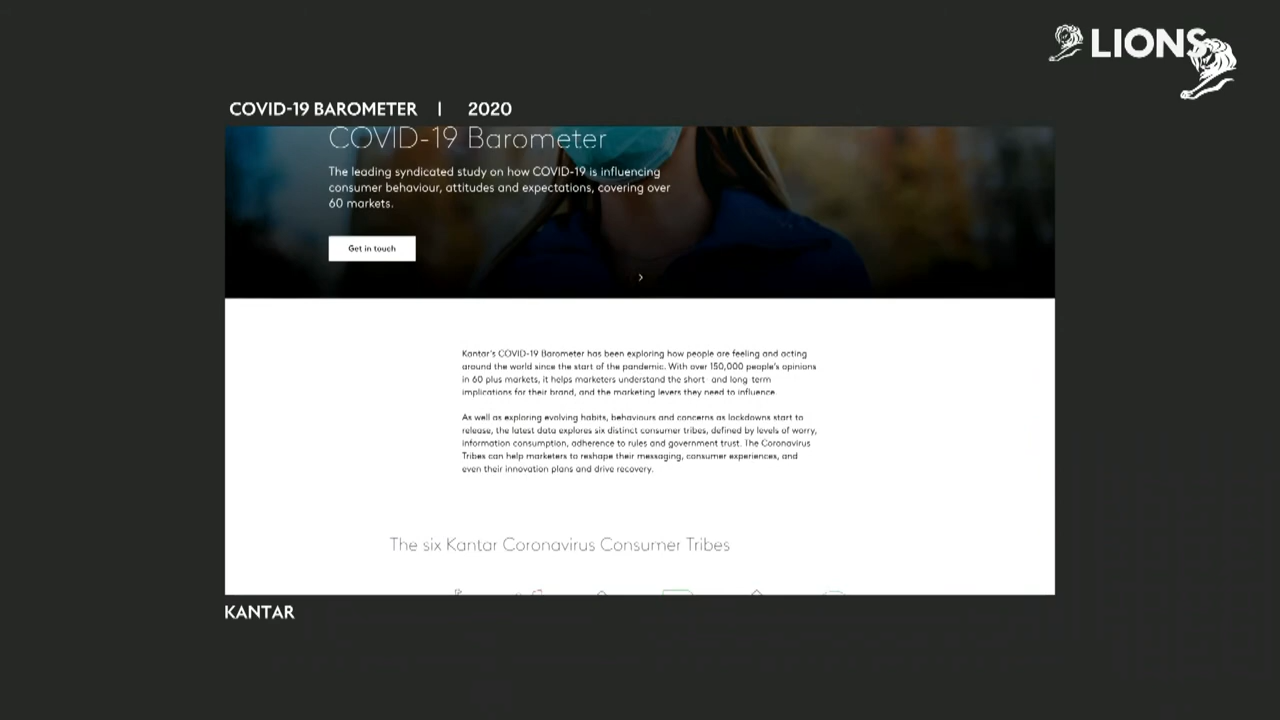 LIONS
COVID-19 BAROMETER | 2020
COVID-19 Barometer
The leading syndicated study on how COVID-19 is influencing
consumer behaviour, attitudes and expectations, covering over
60 markets.
Get in touch
Kantar's COVID-19 Barometer has been exploring how people are feeling and acting
around the world since the start of the pandemic. With over 150,000 people's opinions
in 60 plus markets, it helps marketers understand the short and long term
implications for their brand, and the marketing levers they need to influence.
As well as exploring evolving habits, behaviours and concerns as lockdowns start to
release, the latest data explores six distinct consumer tribes, defined by levels of worry,
information consumption, adherence to rules and government trust. The Coronavirus
Tribes can help marketers to reshape their messaging, consumer experiences, and
even their innovation plans and drive recovery.
The six Kantar Coronavirus Consumer Tribes
KANTAR